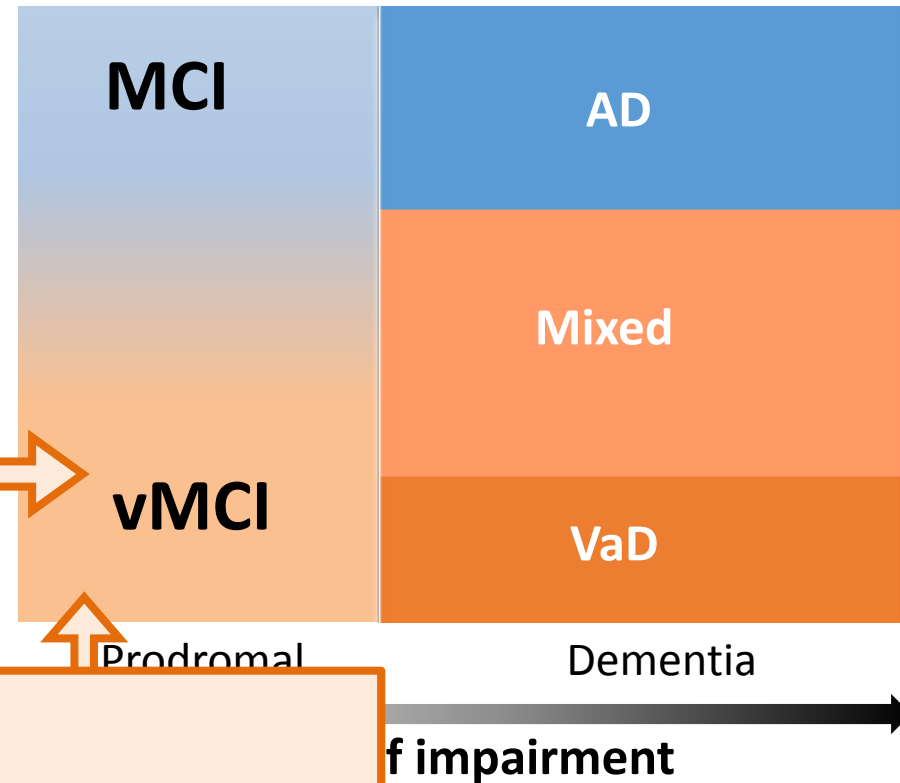 MCI
AD
Mixed
vMCI
VaD
Prodromal
Dementia
f impairment